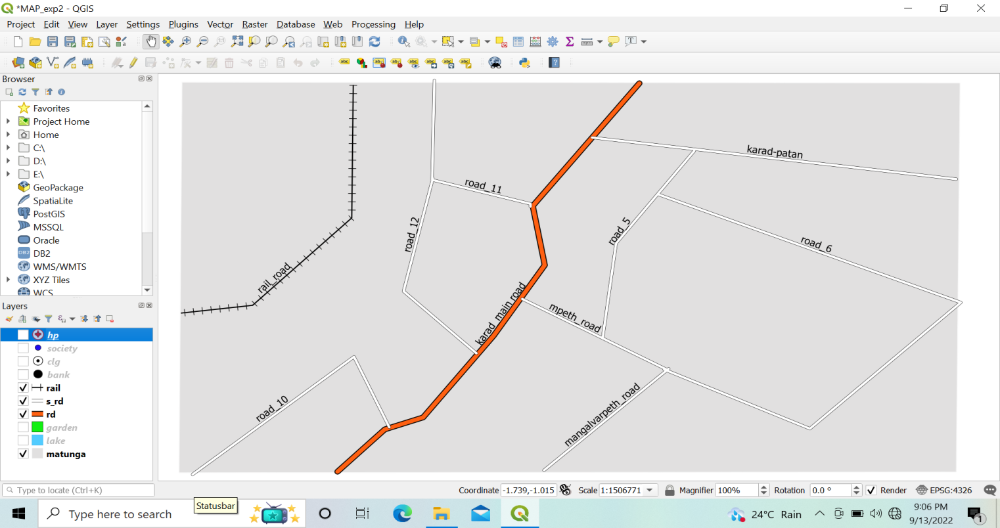 *MAP_exp2 - QGIS
Project Edit View Layer Settings Plugins Vector Raster Database Web Processing Help
Browser
Favorites
Project Home
Home
C:\
D:\
E:\
GeoPackage
SpatiaLite
PostGIS
MSSQL
Oracle
DB2
WMS/WMTS
XYZ Tiles
WCS
Layers
hp
society
clg
bank
rail
s_rd
rd
garden
lake
matunga
karad-patan
road_11
road_12
road_5
road_6
rail_road
karad_main_road
mpeth_road
road_10
mangalvarpeth_road
Type to locate (Ctrl+K)
Coordinate -1.739,-1.015 Scale 1:1506771 Magnifier 100% Rotation 0.0 ° Render EPSG:4326
Statusbar
Type here to search
24°C Rain
9:06 PM
9/13/2022
1